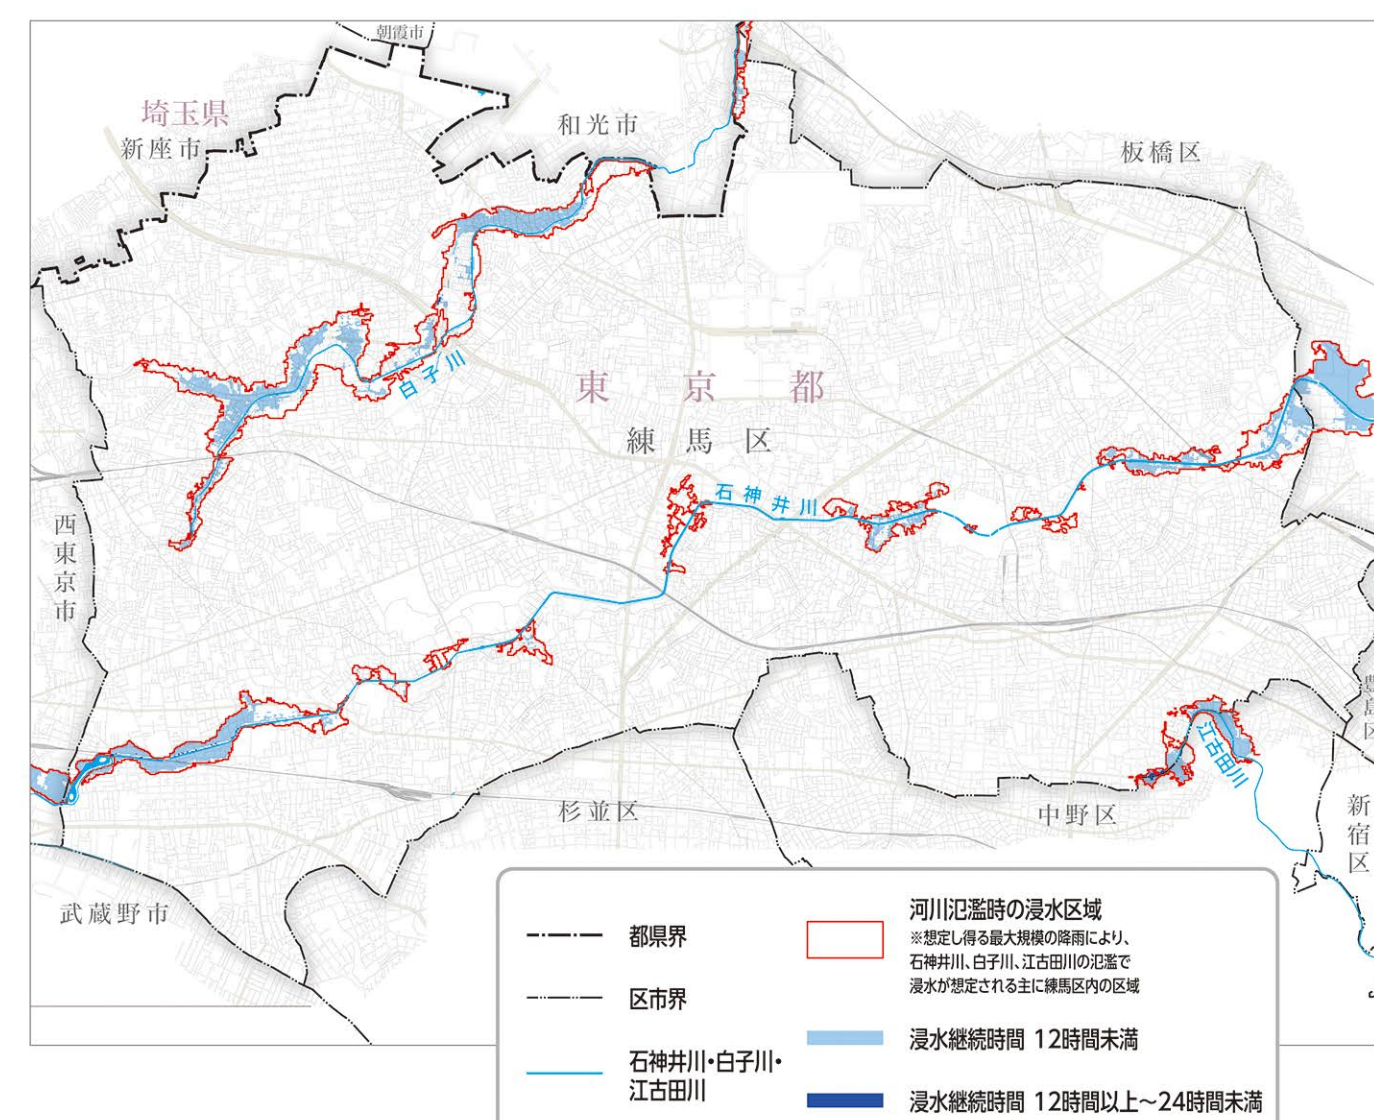 朝霞市
埼玉県
新座市
和光市
板橋区
白子川
東京都
練馬区
石神井川
西東京市
豊島区
江古田川
杉並区
中野区
新宿区
武蔵野市
都県界
区市界
石神井川・白子川・
江古田川
河川氾濫時の浸水区域
※想定し得る最大規模の降雨により、
石神井川、白子川、江古田川の氾濫で
浸水が想定される主に練馬区内の区域
浸水継続時間 12時間未満
浸水継続時間 12時間以上～24時間未満